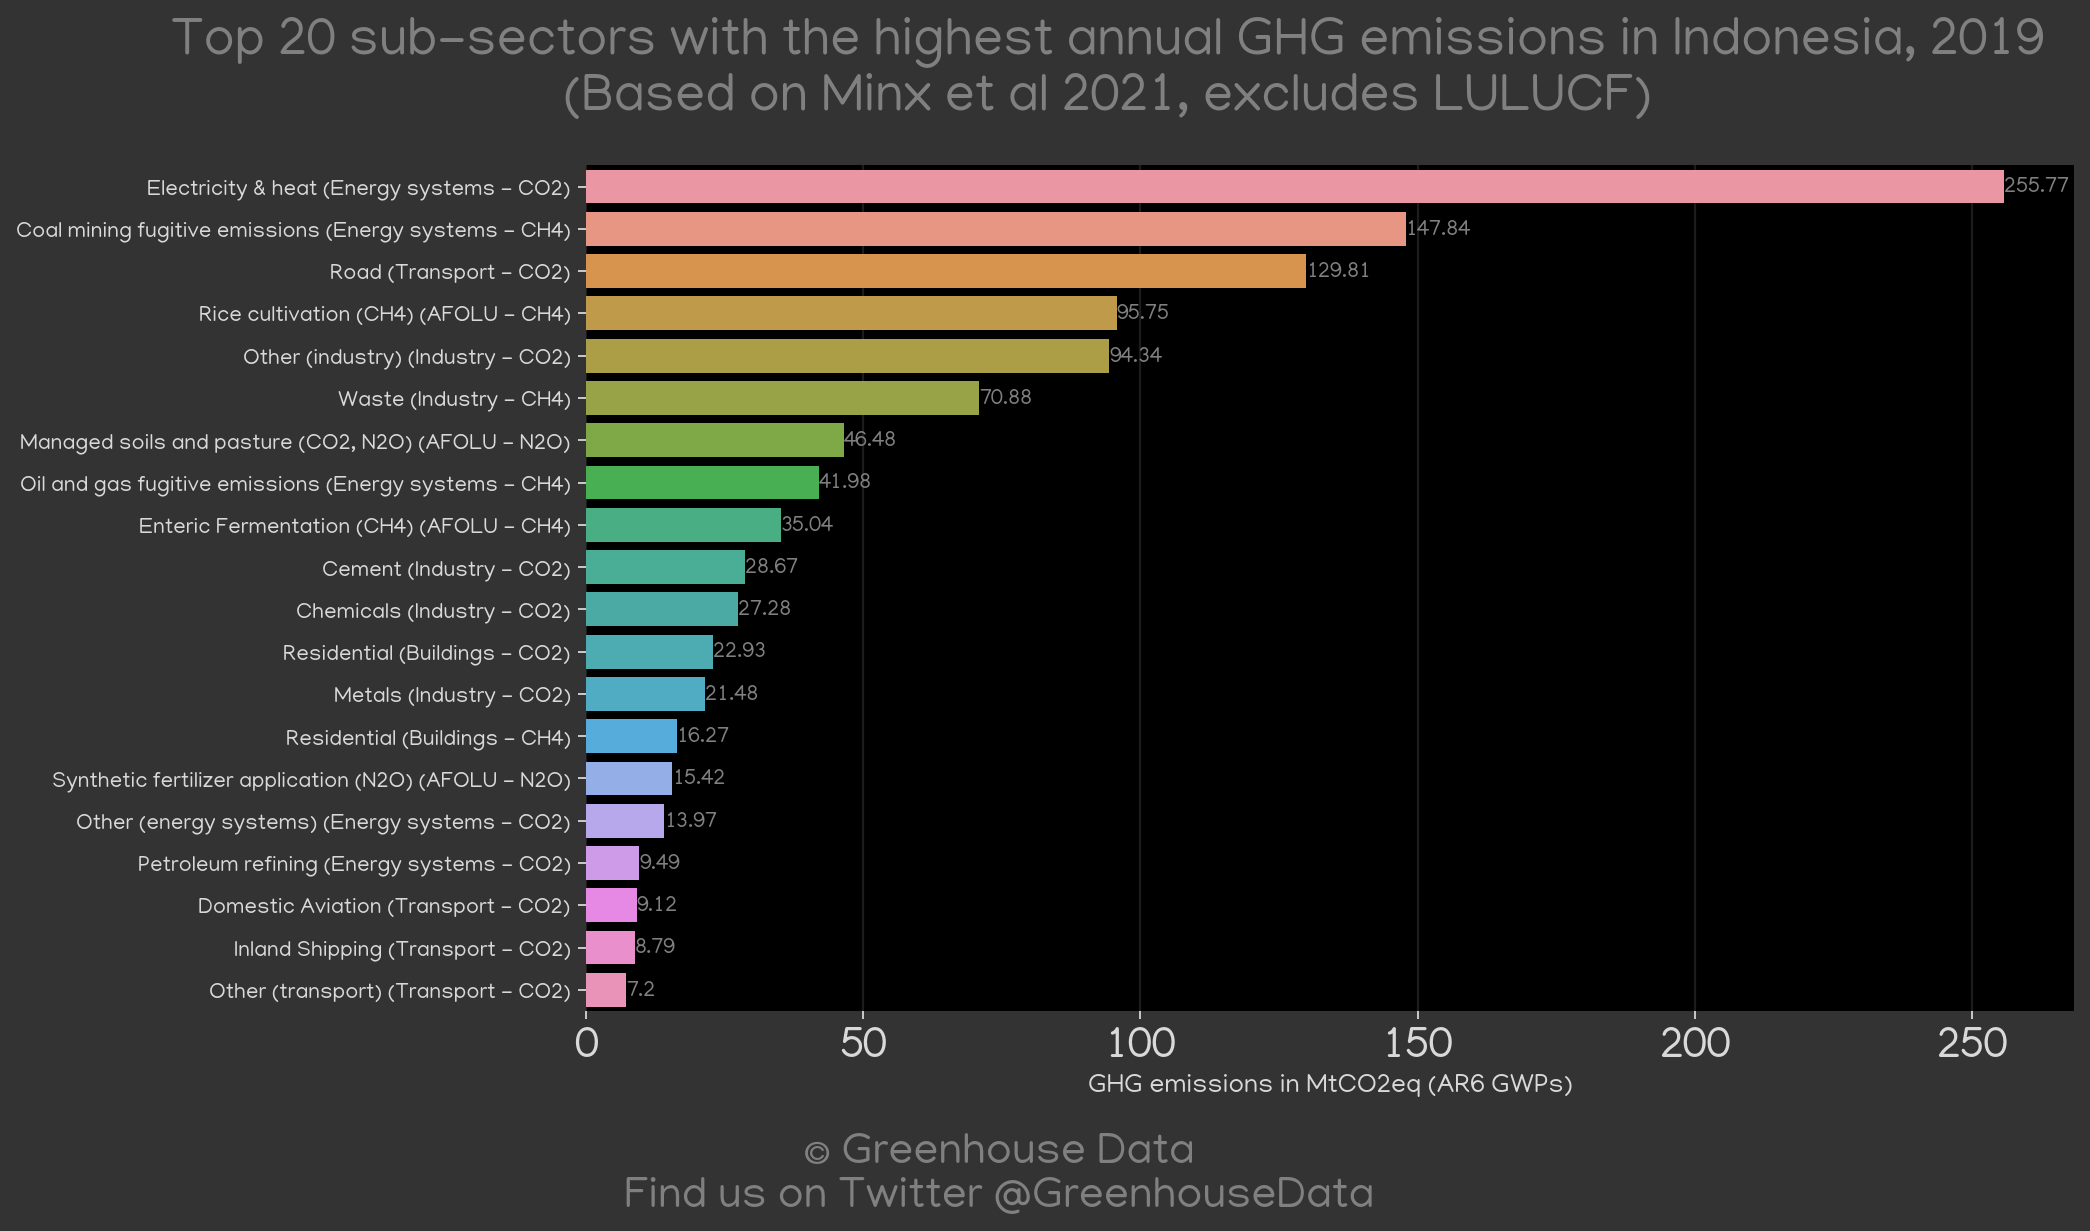 Top 20 sub-sectors with the highest annual GHG emissions in Indonesia, 2019
(Based on Minx et al 2021, excludes LULUCF)
Electricity & heat (Energy systems - CO2) 255.77
Coal mining fugitive emissions (Energy systems - CH4) 147.84
Road (Transport - CO2) 129.81
Rice cultivation (CH4) (AFOLU - CH4) 95.75
Other (industry) (Industry - CO2) 94.34
Waste (Industry - CH4) 70.88
Managed soils and pasture (CO2, N2O) (AFOLU - N2O) 46.48
Oil and gas fugitive emissions (Energy systems - CH4) 41.98
Enteric Fermentation (CH4) (AFOLU - CH4) 35.04
Cement (Industry - CO2) 28.67
Chemicals (Industry - CO2) 27.28
Residential (Buildings - CO2) 22.93
Metals (Industry - CO2) 21.48
Residential (Buildings - CH4) 16.27
Synthetic fertilizer application (N2O) (AFOLU - N2O) 15.42
Other (energy systems) (Energy systems - CO2) 13.97
Petroleum refining (Energy systems - CO2) 9.49
Domestic Aviation (Transport - CO2) 9.12
Inland Shipping (Transport - CO2) 8.79
Other (transport) (Transport - CO2) 7.2
0 50 100 150 200 250
GHG emissions in MtCO2eq (AR6 GWPs)
© Greenhouse Data
Find us on Twitter @GreenhouseData